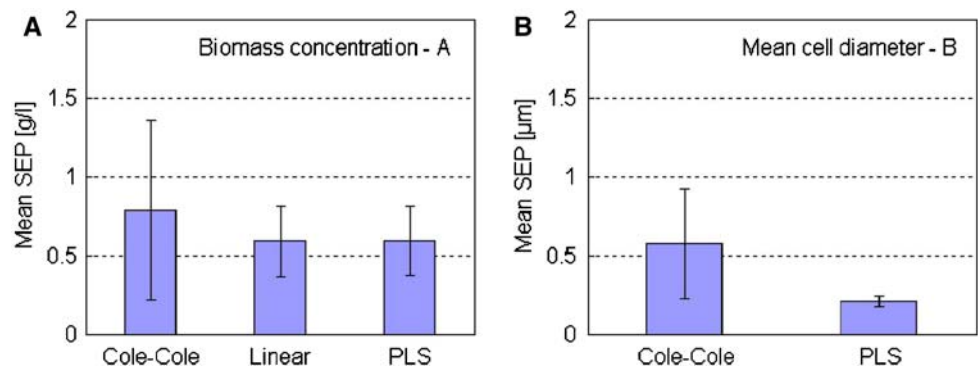 A
Biomass concentration - A
Mean SEP [g/l]
2
1.5
1
0.5
0
Cole-Cole Linear PLS
B
Mean cell diameter - B
Mean SEP [µm]
2
1.5
1
0.5
0
Cole-Cole PLS